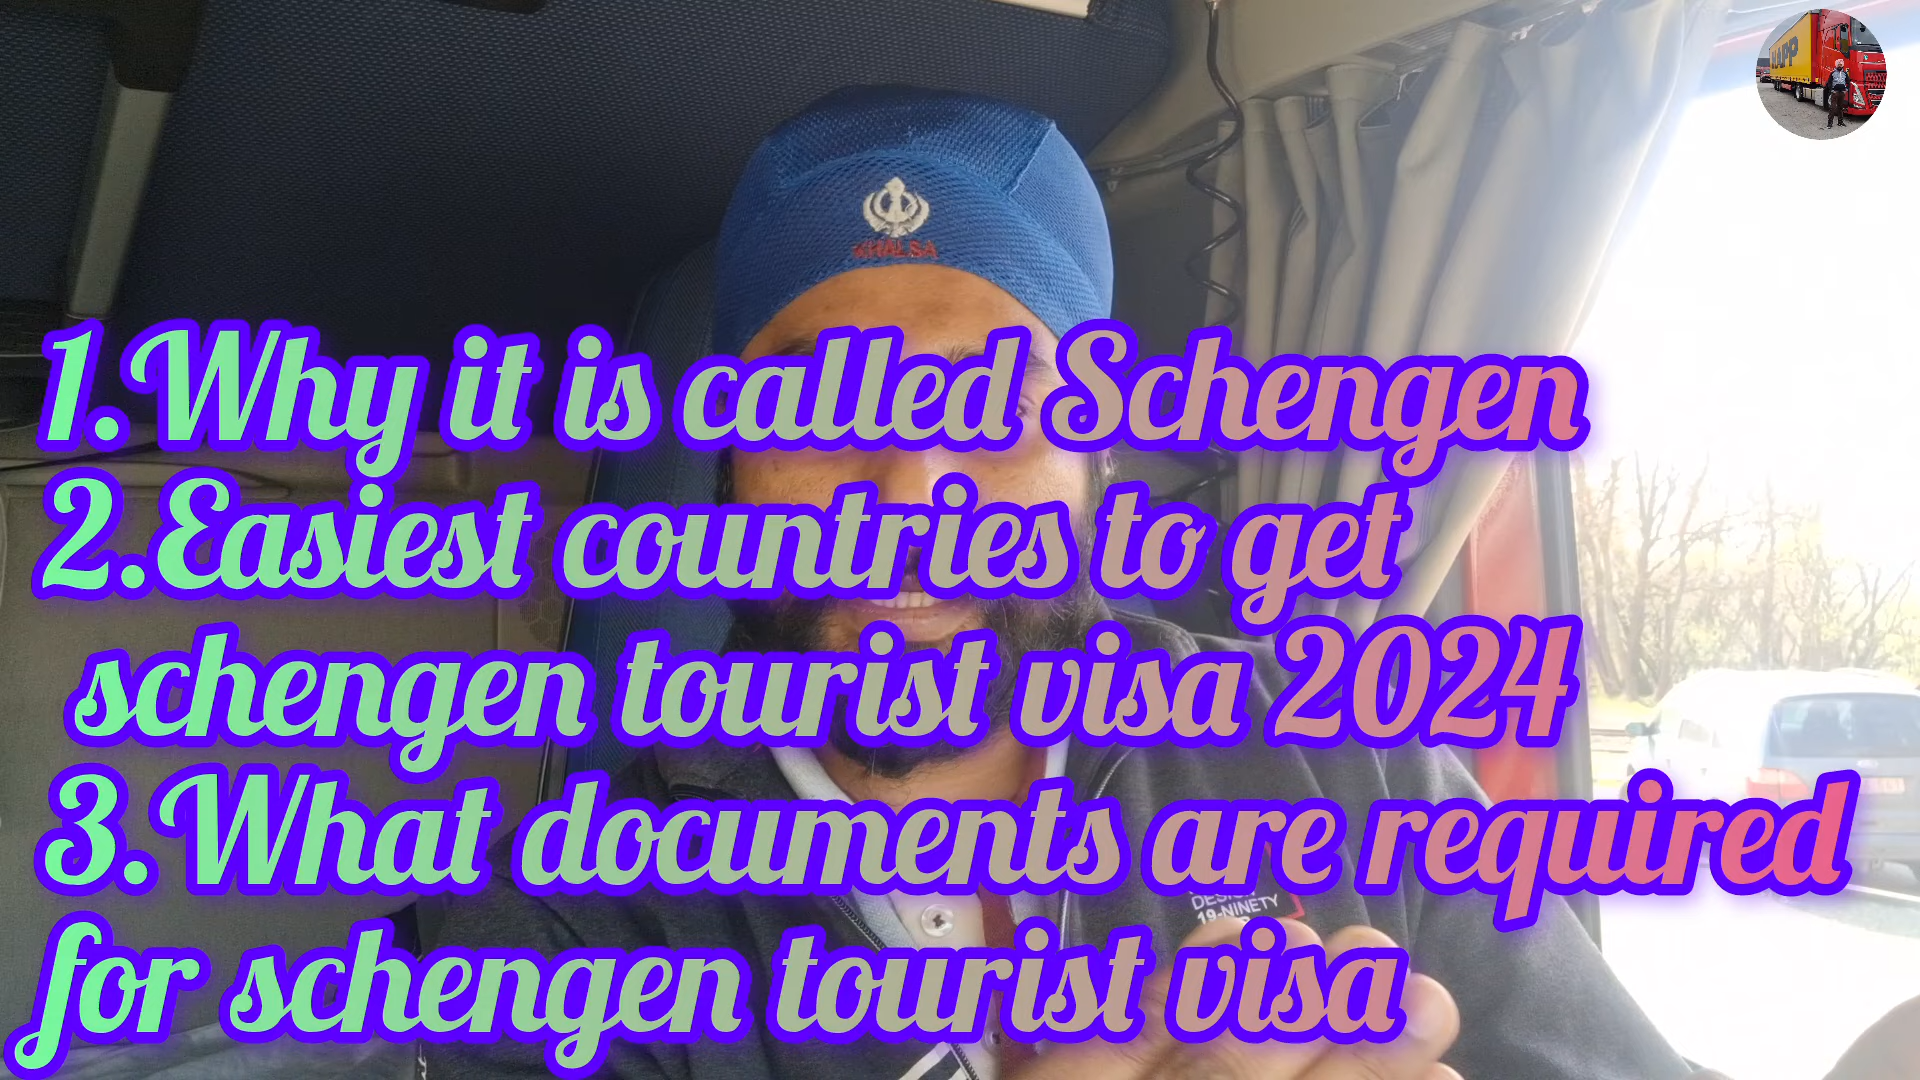 KHALSA
1.Why it is called Schengen
2.Easiest countries to get
schengen tourist visa 2024
3.What documents are required
19-NINETY
for schengen tourist visa